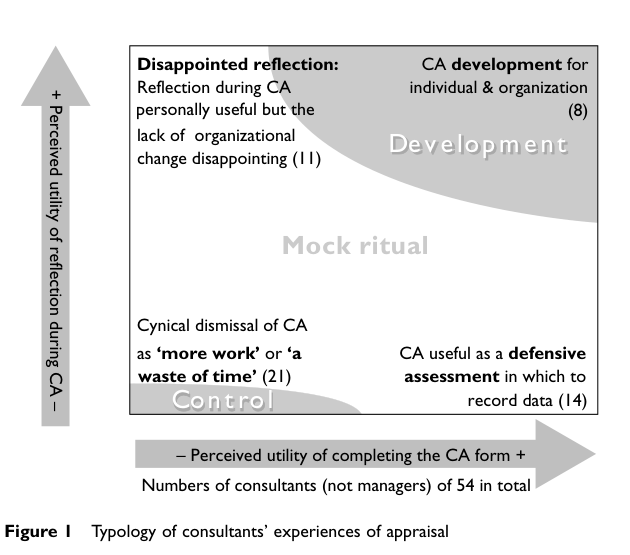 + Perceived utility of reflection during CA –
Disappointed reflection:
Reflection during CA
personally useful but the
lack of organizational
change disappointing (11)
CA development for
individual & organization
(8)
Development
Mock ritual
Cynical dismissal of CA
as ‘more work’ or ‘a
waste of time’ (21)
Control
CA useful as a defensive
assessment in which to
record data (14)
– Perceived utility of completing the CA form +
Numbers of consultants (not managers) of 54 in total
Figure 1 Typology of consultants’ experiences of appraisal